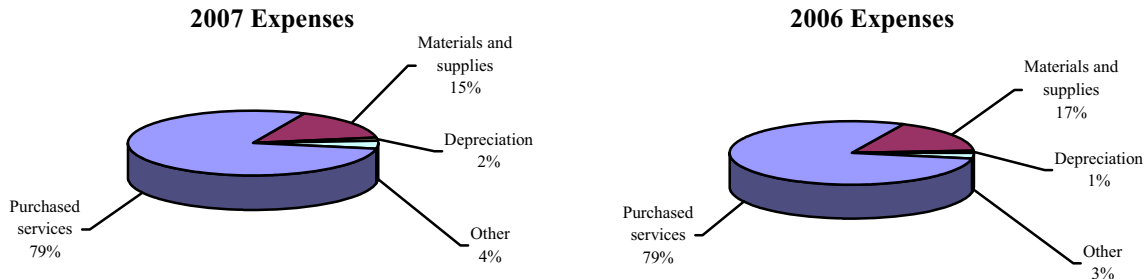 2007 Expenses
Materials and
supplies
15%
Depreciation
2%
Other
4%
Purchased
services
79%
2006 Expenses
Materials and
supplies
17%
Depreciation
1%
Other
3%
Purchased
services
79%